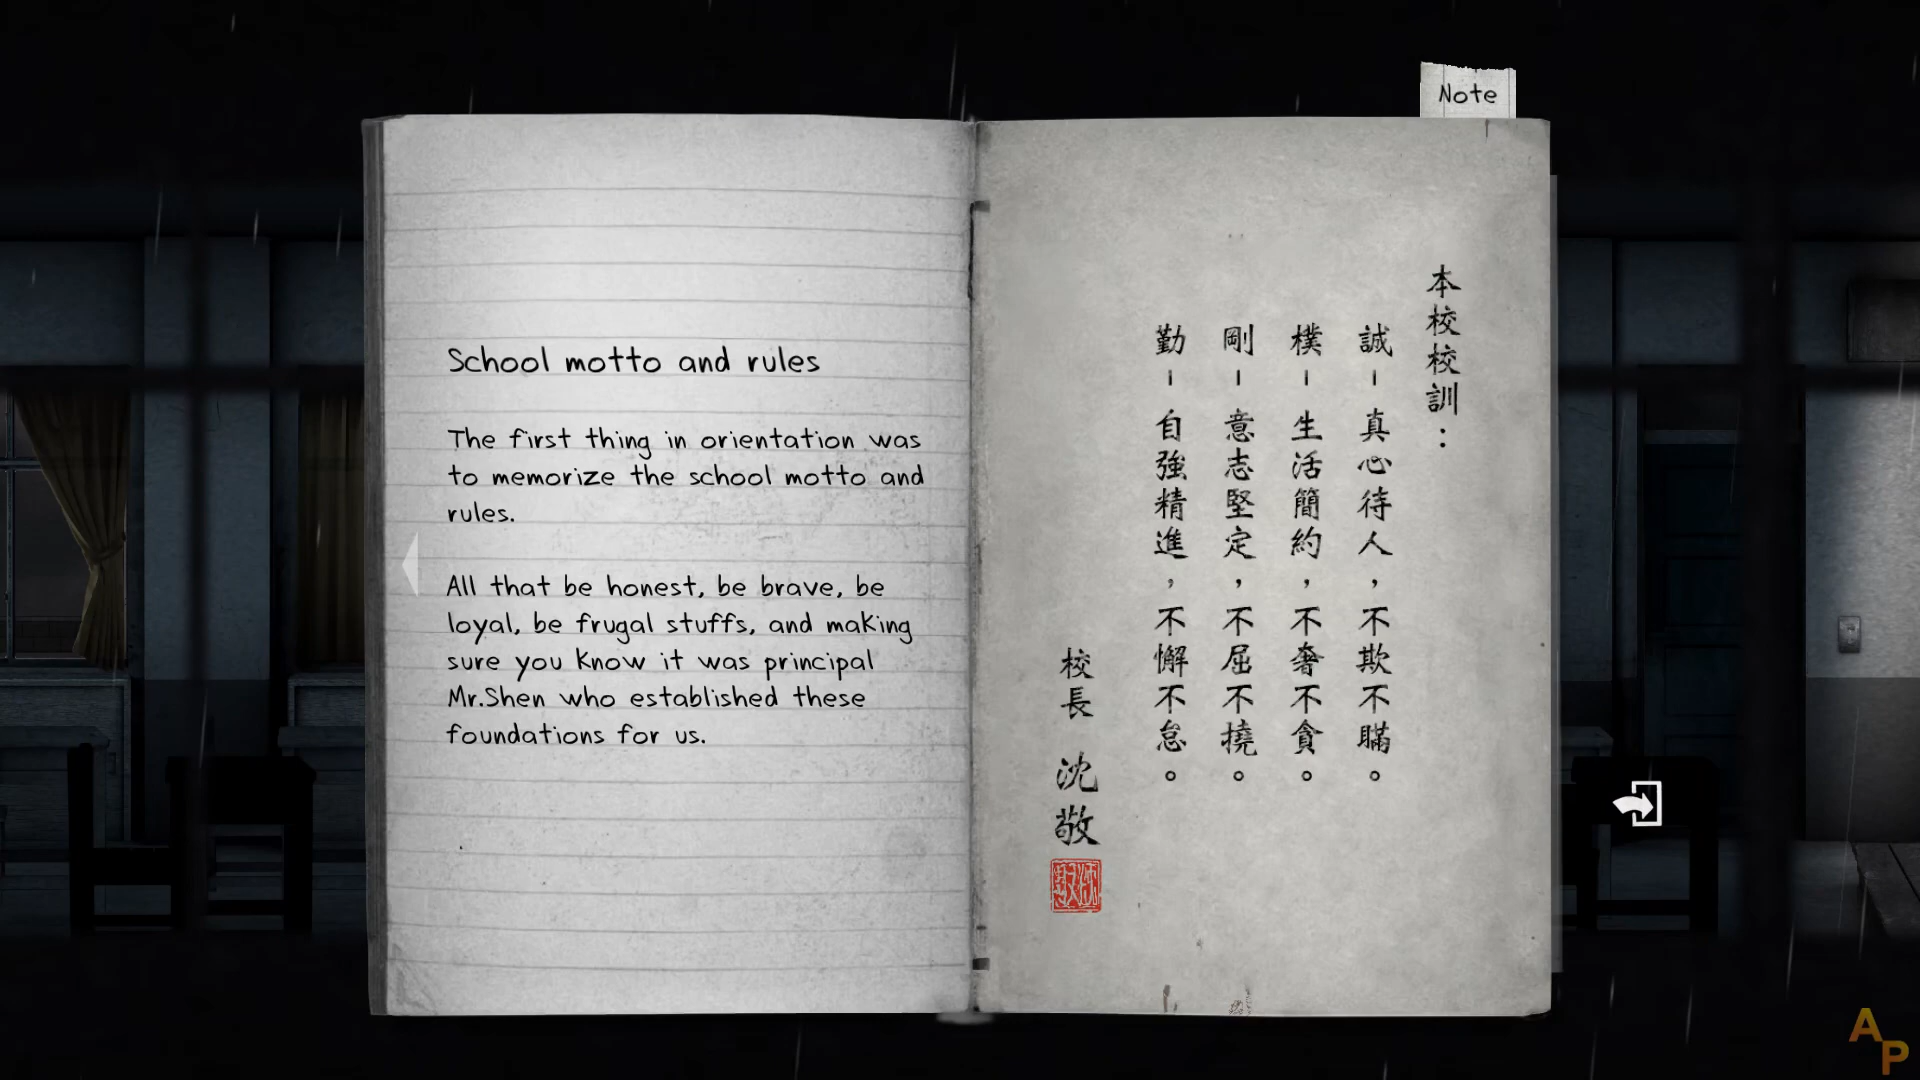 Note
School motto and rules
The first thing in orientation was
to memorize the school motto and
rules.
All that be honest, be brave, be
loyal, be frugal stuffs, and making
sure you know it was principal
Mr.Shen who established these
foundations for us.
本校校訓：
誠－真心待人，不欺不瞞。
樸－生活簡約，不奢不貪。
剛－意志堅定，不屈不撓。
勤－自強精進，不懈不怠。
校長 沈敬
AP